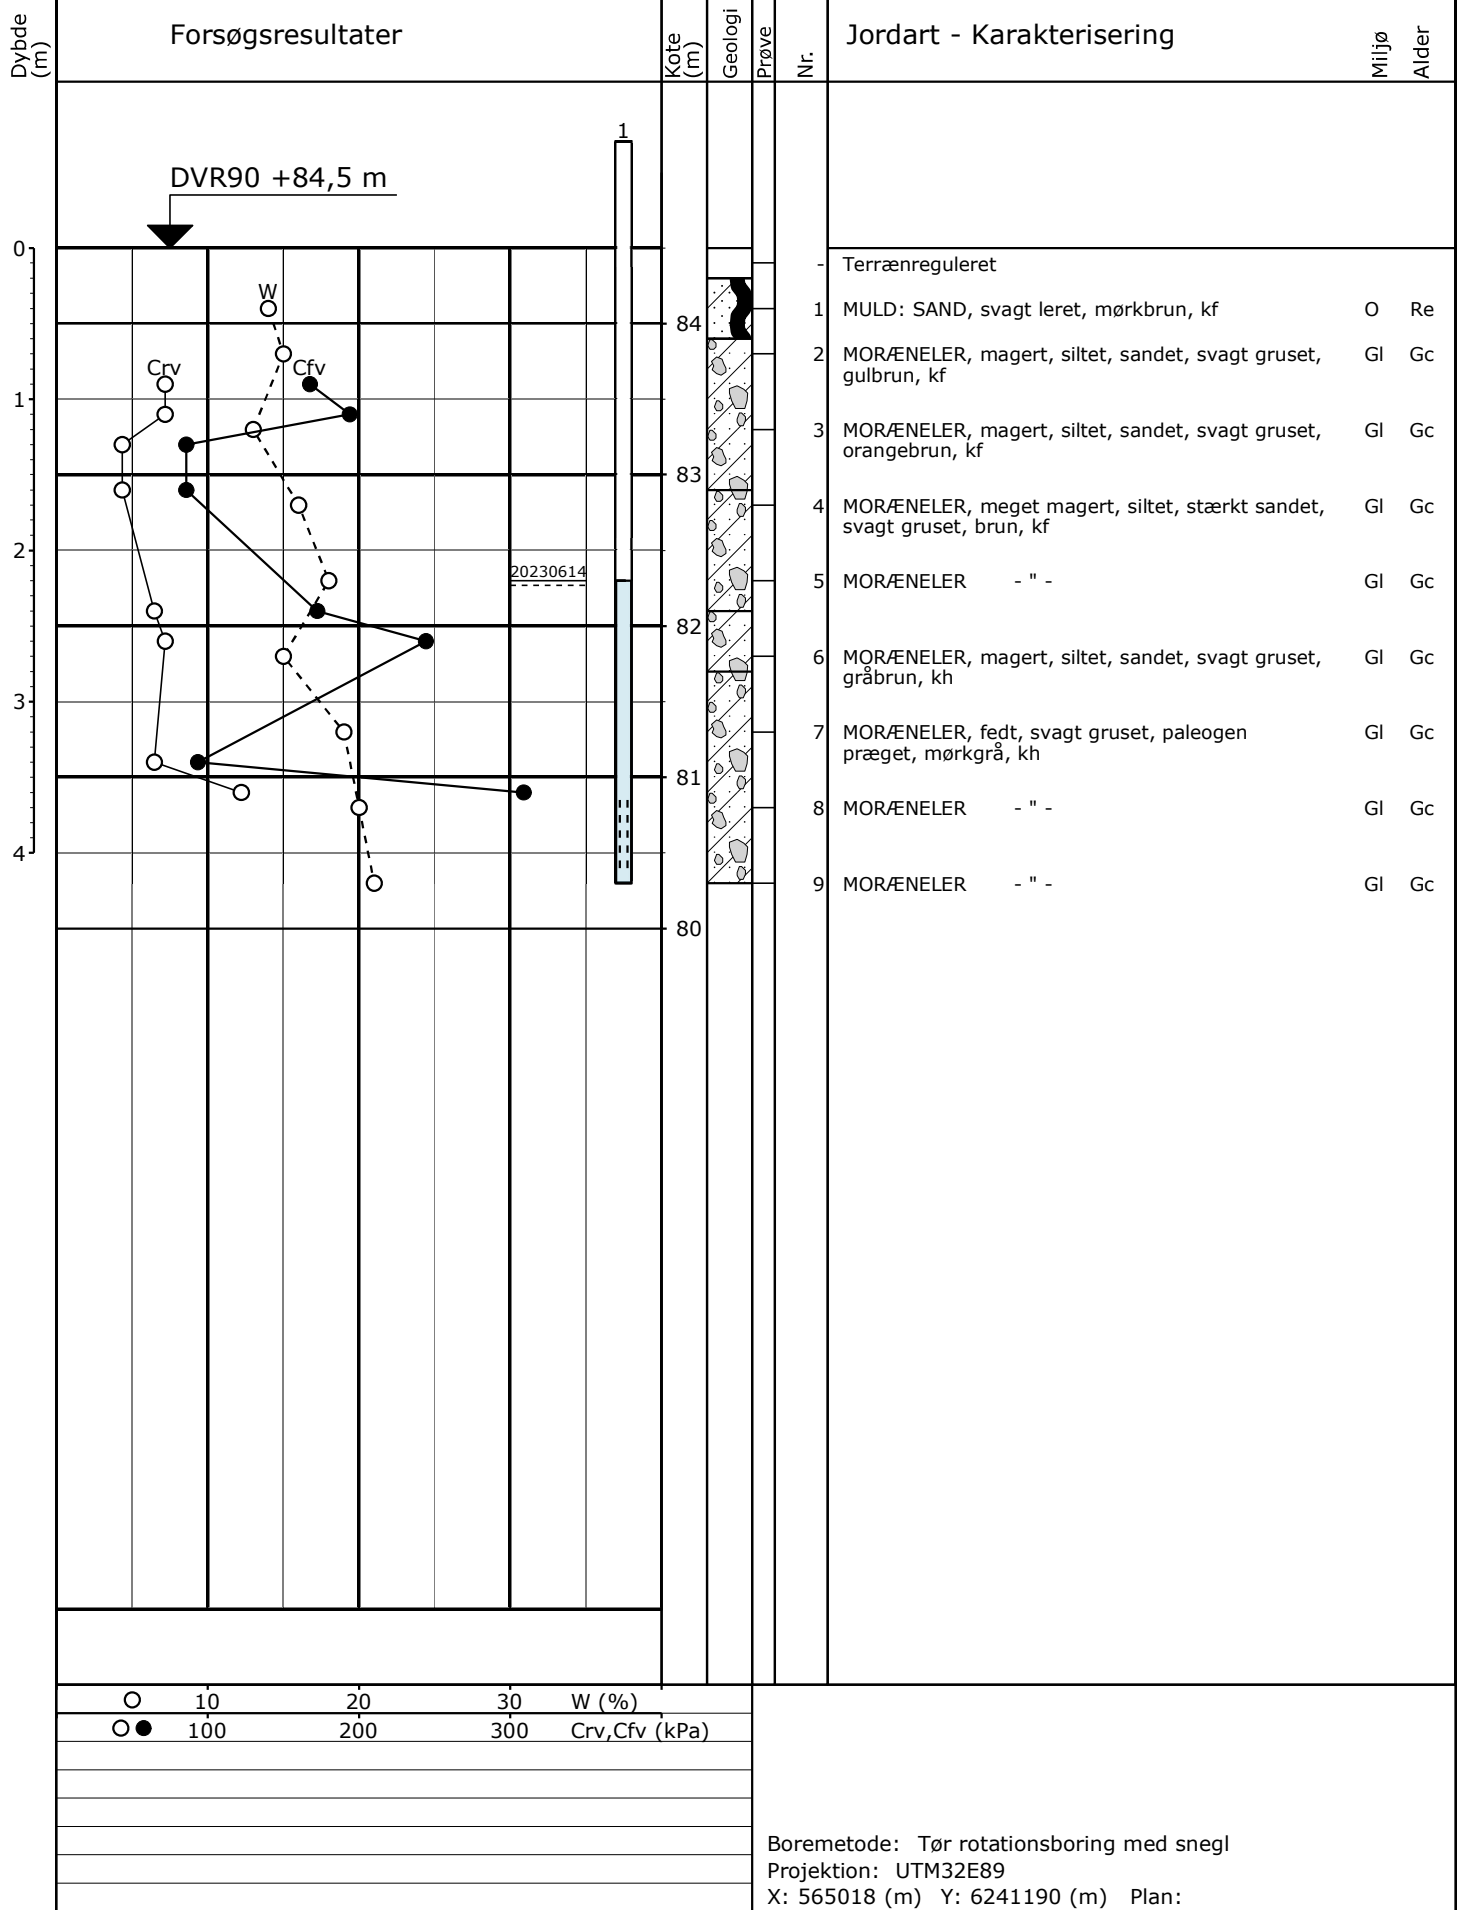 Dybde
(m)
Forsøgsresultater
Kote
(m)
Geologi
Prøve
Nr.
Jordart - Karakterisering
Miljø
Alder
1
DVR90 +84,5 m
0
- Terrænreguleret
W
1 MULD: SAND, svagt leret, mørkbrun, kf O Re
84
2 MORÆNELER, magert, siltet, sandet, svagt gruset, Gl Gc
gulbrun, kf
Crv Cfv
1
3 MORÆNELER, magert, siltet, sandet, svagt gruset, Gl Gc
orangebrun, kf
83
4 MORÆNELER, meget magert, siltet, stærkt sandet, Gl Gc
svagt gruset, brun, kf
2
20230614
5 MORÆNELER - " - Gl Gc
82
6 MORÆNELER, magert, siltet, sandet, svagt gruset, Gl Gc
gråbrun, kh
3
7 MORÆNELER, fedt, svagt gruset, paleogen Gl Gc
præget, mørkgrå, kh
81
8 MORÆNELER - " - Gl Gc
4
9 MORÆNELER - " - Gl Gc
80
10 20 30 W (%)
100 200 300 Crv,Cfv (kPa)
Boremetode: Tør rotationsboring med snegl
Projektion: UTM32E89
X: 565018 (m) Y: 6241190 (m) Plan: